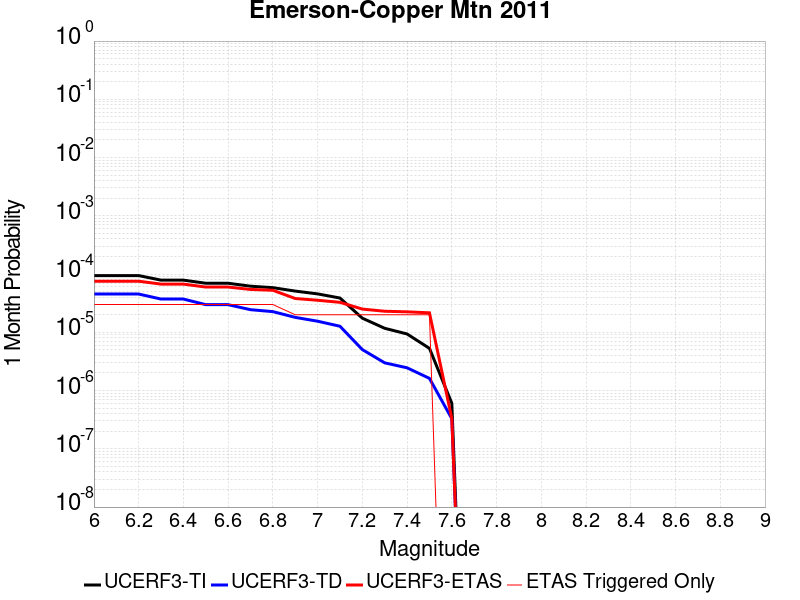 Emerson-Copper Mtn 2011
10^0
10^-1
10^-2
10^-3
10^-4
10^-5
10^-6
10^-7
10^-8
1 Month Probability
6 6.2 6.4 6.6 6.8 7 7.2 7.4 7.6 7.8 8 8.2 8.4 8.6 8.8 9
Magnitude
UCERF3-TI UCERF3-TD UCERF3-ETAS ETAS Triggered Only